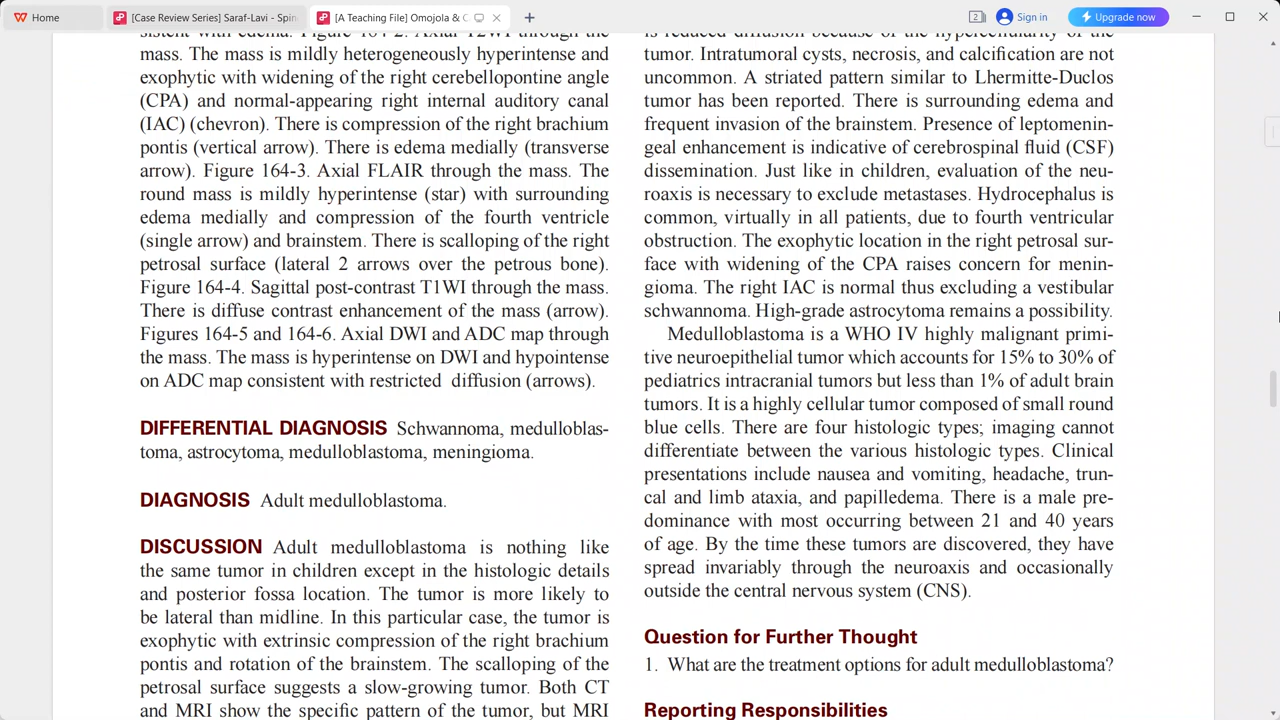 Home
[Case Review Series] Saraf-Lavi - Spin
[A Teaching File] Omojola & C
2
Sign in
Upgrade now
mass. The mass is mildly heterogeneously hyperintense and
exophytic with widening of the right cerebellopontine angle
(CPA) and normal-appearing right internal auditory canal
(IAC) (chevron). There is compression of the right brachium
pontis (vertical arrow). There is edema medially (transverse
arrow). Figure 164-3. Axial FLAIR through the mass. The
round mass is mildly hyperintense (star) with surrounding
edema medially and compression of the fourth ventricle
(single arrow) and brainstem. There is scalloping of the right
petrosal surface (lateral 2 arrows over the petrous bone).
Figure 164-4. Sagittal post-contrast T1WI through the mass.
There is diffuse contrast enhancement of the mass (arrow).
Figures 164-5 and 164-6. Axial DWI and ADC map through
the mass. The mass is hyperintense on DWI and hypointense
on ADC map consistent with restricted diffusion (arrows).
DIFFERENTIAL DIAGNOSIS Schwannoma, medulloblas-
toma, astrocytoma, medulloblastoma, meningioma.
DIAGNOSIS Adult medulloblastoma.
DISCUSSION Adult medulloblastoma is nothing like
the same tumor in children except in the histologic details
and posterior fossa location. The tumor is more likely to
be lateral than midline. In this particular case, the tumor is
exophytic with extrinsic compression of the right brachium
pontis and rotation of the brainstem. The scalloping of the
petrosal surface suggests a slow-growing tumor. Both CT
and MRI show the specific pattern of the tumor, but MRI
is reduced diffusion because of the hypercellularity of the
tumor. Intratumoral cysts, necrosis, and calcification are not
uncommon. A striated pattern similar to Lhermitte-Duclos
tumor has been reported. There is surrounding edema and
frequent invasion of the brainstem. Presence of leptomenin-
geal enhancement is indicative of cerebrospinal fluid (CSF)
dissemination. Just like in children, evaluation of the neu-
roaxis is necessary to exclude metastases. Hydrocephalus is
common, virtually in all patients, due to fourth ventricular
obstruction. The exophytic location in the right petrosal sur-
face with widening of the CPA raises concern for menin-
gioma. The right IAC is normal thus excluding a vestibular
schwannoma. High-grade astrocytoma remains a possibility.
Medulloblastoma is a WHO IV highly malignant primi-
tive neuroepithelial tumor which accounts for 15% to 30% of
pediatrics intracranial tumors but less than 1% of adult brain
tumors. It is a highly cellular tumor composed of small round
blue cells. There are four histologic types; imaging cannot
differentiate between the various histologic types. Clinical
presentations include nausea and vomiting, headache, trun-
cal and limb ataxia, and papilledema. There is a male pre-
dominance with most occurring between 21 and 40 years
of age. By the time these tumors are discovered, they have
spread invariably through the neuroaxis and occasionally
outside the central nervous system (CNS).
Question for Further Thought
1. What are the treatment options for adult medulloblastoma?
Reporting Responsibilities